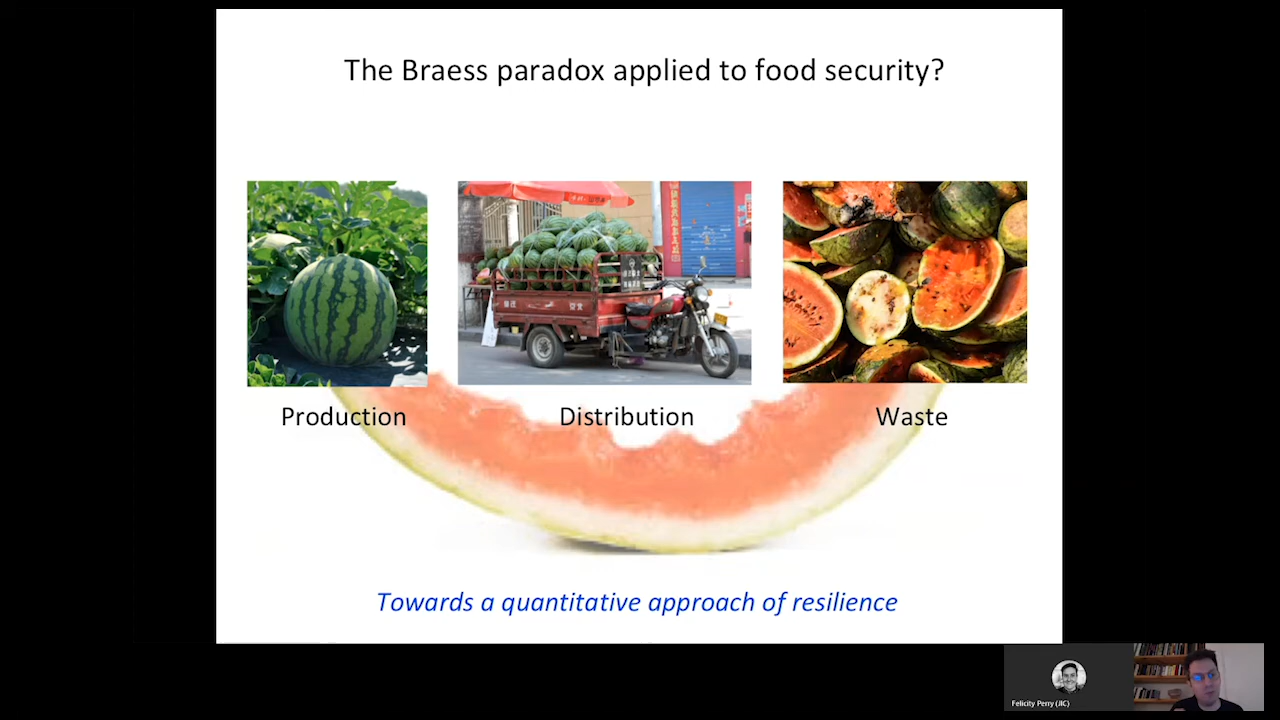 The Braess paradox applied to food security?
Production
Distribution
Waste
Towards a quantitative approach of resilience
Felicity Perry (JIC)